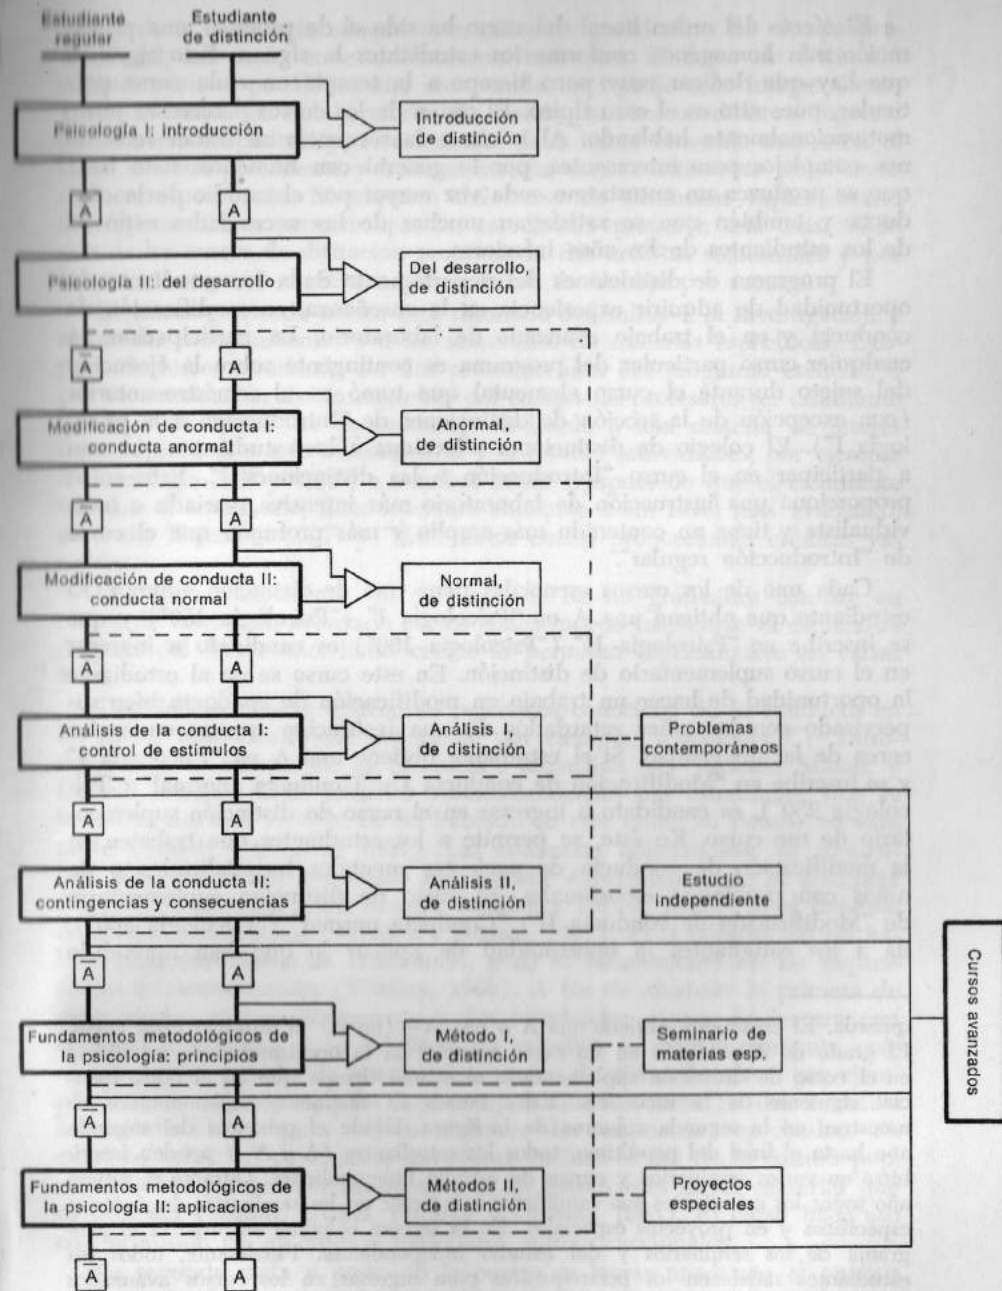 Estudiante
regular
Estudiante
de distinción
Psicología I: introducción
Introducción
de distinción
A
A
Psicología II: del desarrollo
Del desarrollo,
de distinción
A
A
Modificación de conducta I:
conducta anormal
Anormal,
de distinción
A
A
Modificación de conducta II:
conducta normal
Normal,
de distinción
A
A
Análisis de la conducta I:
control de estímulos
Análisis I,
de distinción
Problemas
contemporáneos
A
A
Análisis de la conducta II:
contingencias y consecuencias
Análisis II,
de distinción
Estudio
independiente
A
A
Fundamentos metodológicos de
la psicología: principios
Método I,
de distinción
Seminario de
materias esp.
A
A
Fundamentos metodológicos de
la psicología II: aplicaciones
Métodos II,
de distinción
Proyectos
especiales
A
A
Cursos avanzados